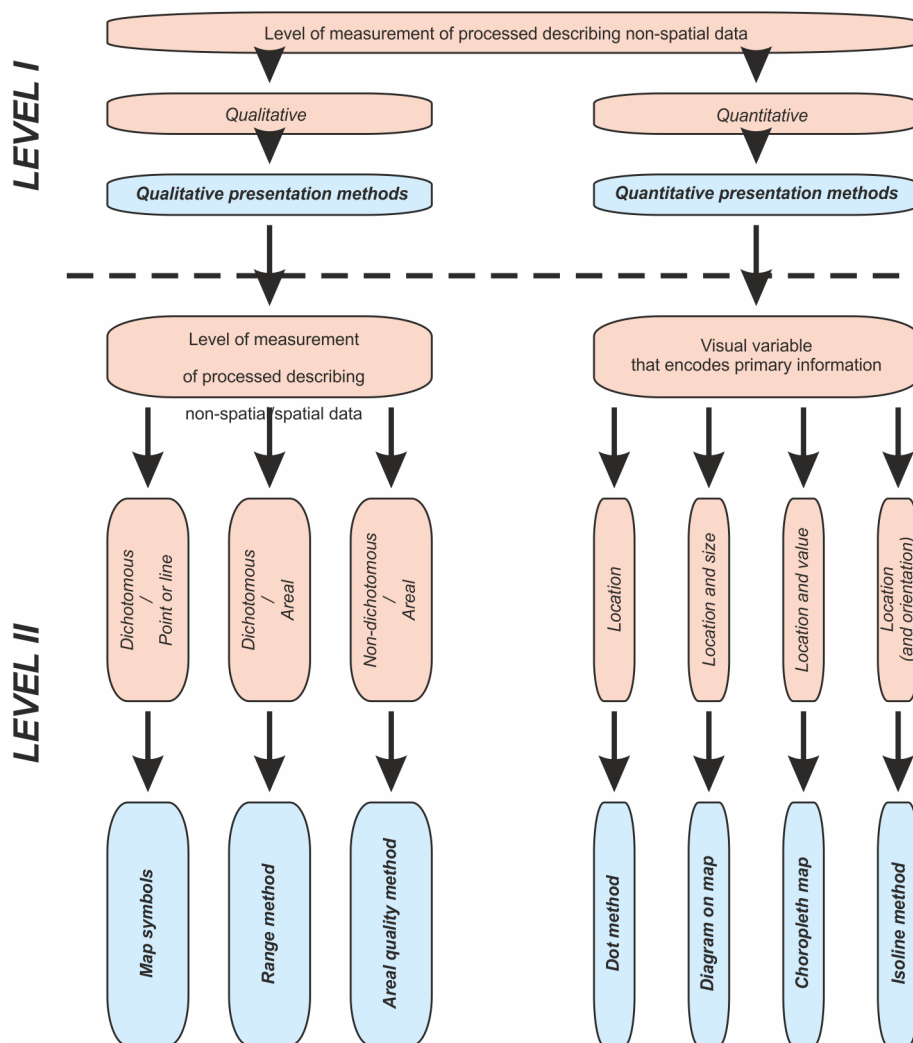 LEVEL I
Level of measurement of processed describing non-spatial data
Qualitative
Quantitative
Qualitative presentation methods
Quantitative presentation methods
LEVEL II
Level of measurement
of processed describing
non-spatial/spatial data
Visual variable
that encodes primary information
Dichotomous
/
Point or line
Dichotomous
/
Areal
Non-dichotomous
/
Areal
Location
Location and size
Location and value
Location
(and orientation)
Map symbols
Range method
Areal quality method
Dot method
Diagram on map
Choropleth map
Isoline method